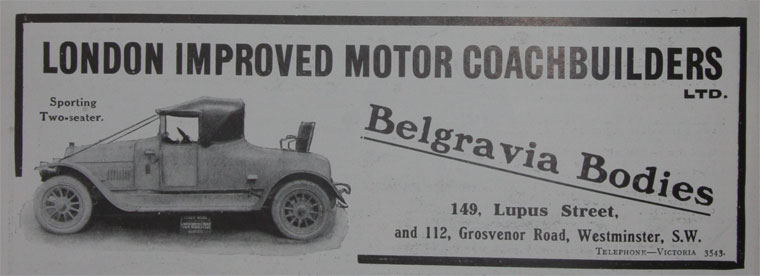 LONDON IMPROVED MOTOR COACHBUILDERS
LTD.
Sporting
Two-seater.
Belgravia Bodies
149, Lupus Street,
and 112, Grosvenor Road, Westminster, S.W.
TELEPHONE—VICTORIA 3543.